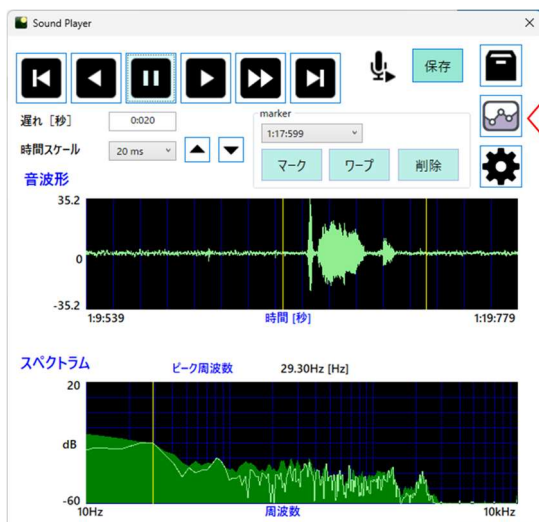 Sound Player
保存
遅れ [秒]
0:020
marker
1:17:599
時間スケール
20 ms
マーク
ワープ
削除
音波形
35.2
0
-35.2
1:9:539
時間 [秒]
1:19:779
スペクトラム
ピーク周波数
29.30Hz [Hz]
20
dB
-60
10Hz
周波数
10kHz